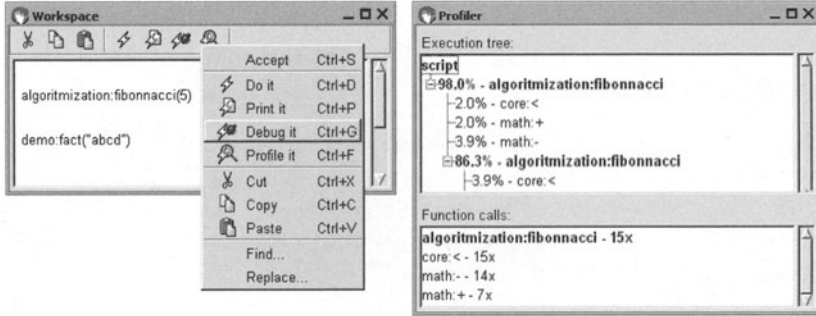 Workspace
algoritmization:fibonnacci(5)
demo:fact("abcd")
Accept Ctrl+S
Do it Ctrl+D
Print it Ctrl+P
Debug it Ctrl+G
Profile it Ctrl+F
Cut Ctrl+X
Copy Ctrl+C
Paste Ctrl+V
Find...
Replace...
Profiler
Execution tree:
script
98.0% - algoritmization:fibonnacci
2.0% - core:<
2.0% - math:+
3.9% - math:-
86.3% - algoritmization:fibonnacci
3.9% - core:<
Function calls:
algoritmization:fibonnacci - 15x
core:< - 15x
math:- - 14x
math:+ - 7x